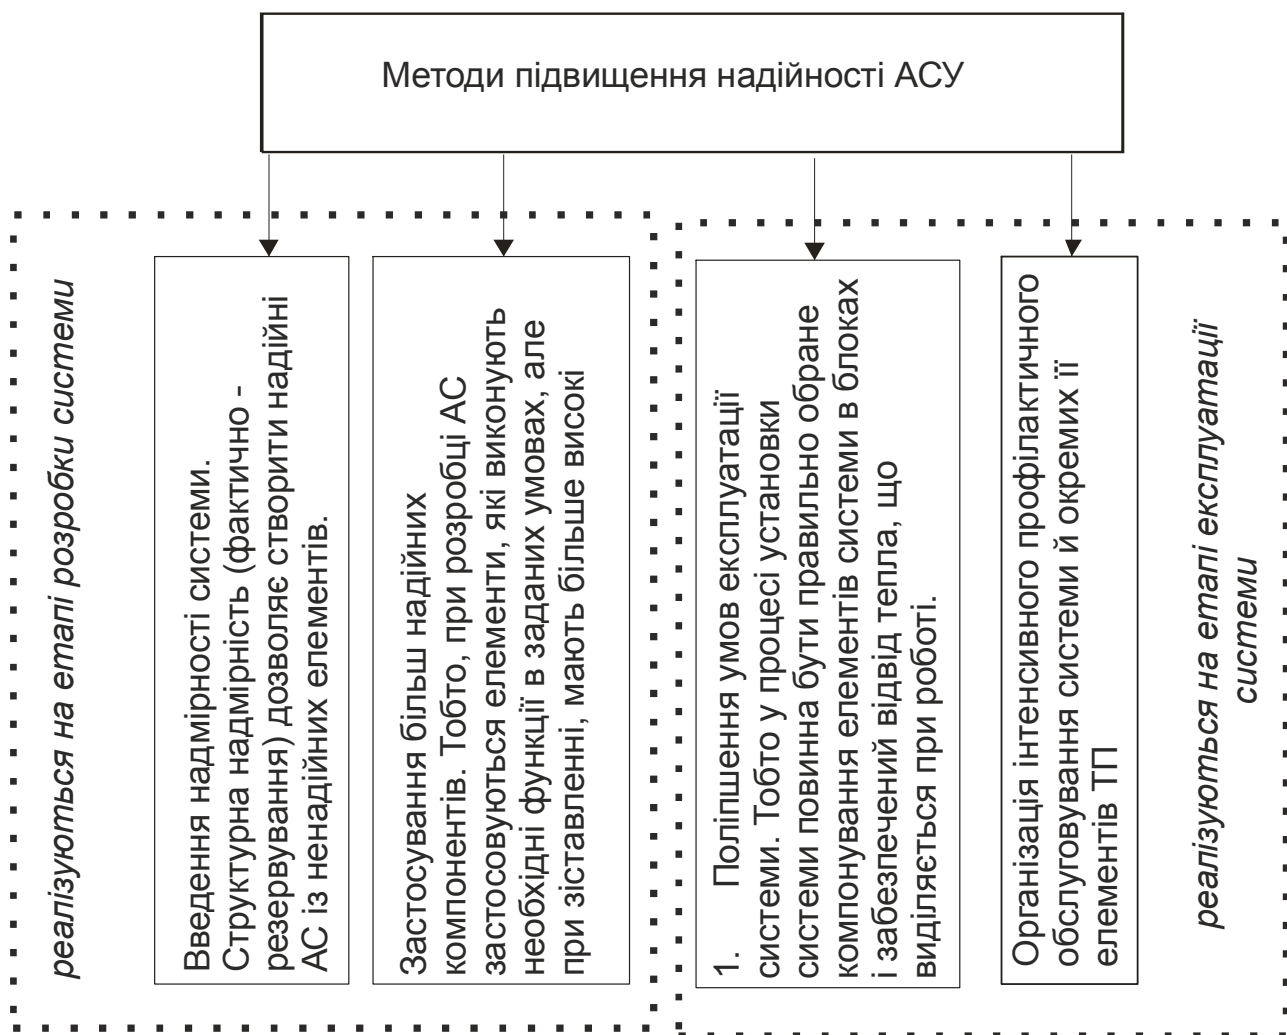 Методи підвищення надійності АСУ
реалізуються на етапі розробки системи
Введення надмірності системи.
Структурна надмірність (фактично -
резервування) дозволяє створити надійні
АС із ненадійних елементів.
Застосування більш надійних
компонентів. Тобто, при розробці АС
застосовуються елементи, які виконують
необхідні функції в заданих умовах, але
при зіставленні, мають більше високі
1. Поліпшення умов експлуатації
системи. Тобто у процесі установки
системи повинна бути правильно обране
компонування елементів системи в блоках
і забезпечений відвід тепла, що
виділяється при роботі.
Організація інтенсивного профілактичного
обслуговування системи й окремих її
елементів ТП
реалізуються на етапі експлуатації
системи